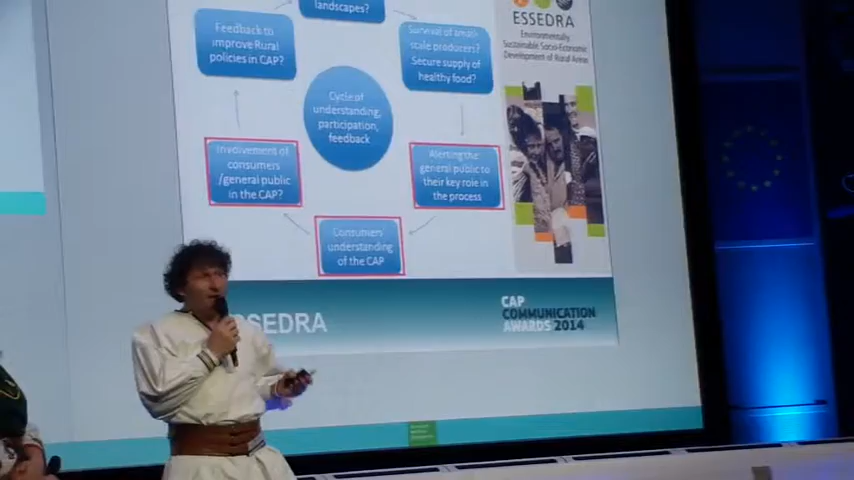 landscapes?
Feedback to
improve Rural
policies in CAP?
Survival of small
scale producers?
Secure supply of
healthy food?
Cycle of
understanding,
participation,
feedback
Involvement of
consumers
/general public
in the CAP?
Alerting the
general public to
their key role in
the process
Consumers'
understanding
of the CAP
ESSEDRA
Environmentally
Sustainable Socio-Economic
Development of Rural Areas
SSEDRA
CAP
COMMUNICATION
AWARDS 2014